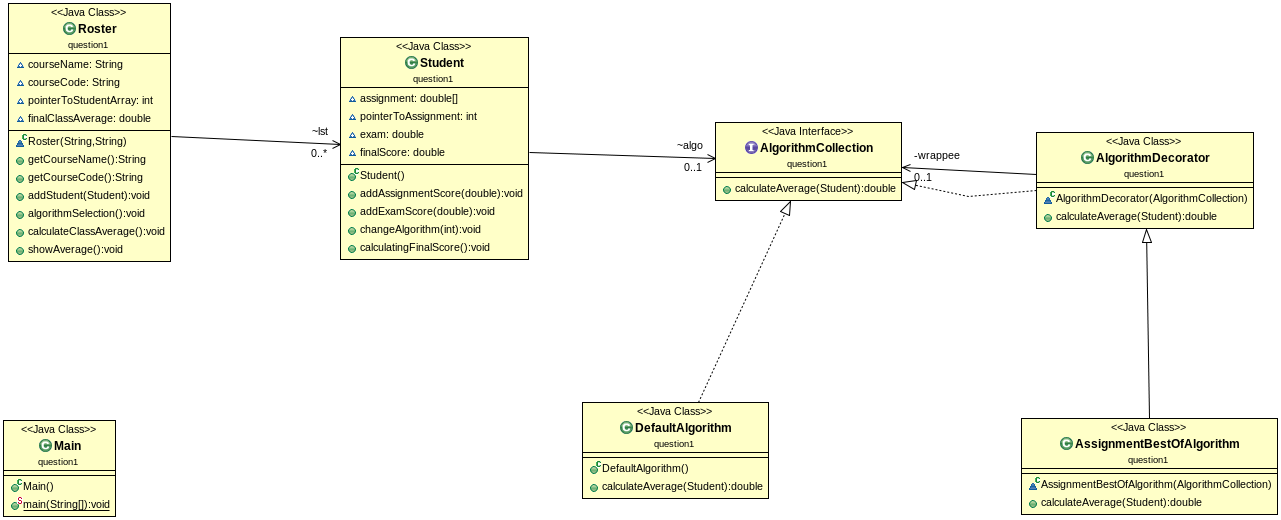 <<Java Class>>
Roster
question1
courseName: String
courseCode: String
pointerToStudentArray: int
finalClassAverage: double
Roster(String,String)
getCourseName():String
getCourseCode():String
addStudent(Student):void
algorithmSelection():void
calculateClassAverage():void
showAverage():void
~lst
0..*
<<Java Class>>
Student
question1
assignment: double[]
pointerToAssignment: int
exam: double
finalScore: double
Student()
addAssignmentScore(double):void
addExamScore(double):void
changeAlgorithm(int):void
calculatingFinalScore():void
~algo
0..1
<<Java Interface>>
AlgorithmCollection
question1
calculateAverage(Student):double
-wrappee
0..1
<<Java Class>>
AlgorithmDecorator
question1
AlgorithmDecorator(AlgorithmCollection)
calculateAverage(Student):double
<<Java Class>>
Main
question1
Main()
main(String[]):void
<<Java Class>>
DefaultAlgorithm
question1
DefaultAlgorithm()
calculateAverage(Student):double
<<Java Class>>
AssignmentBestOfAlgorithm
question1
AssignmentBestOfAlgorithm(AlgorithmCollection)
calculateAverage(Student):double